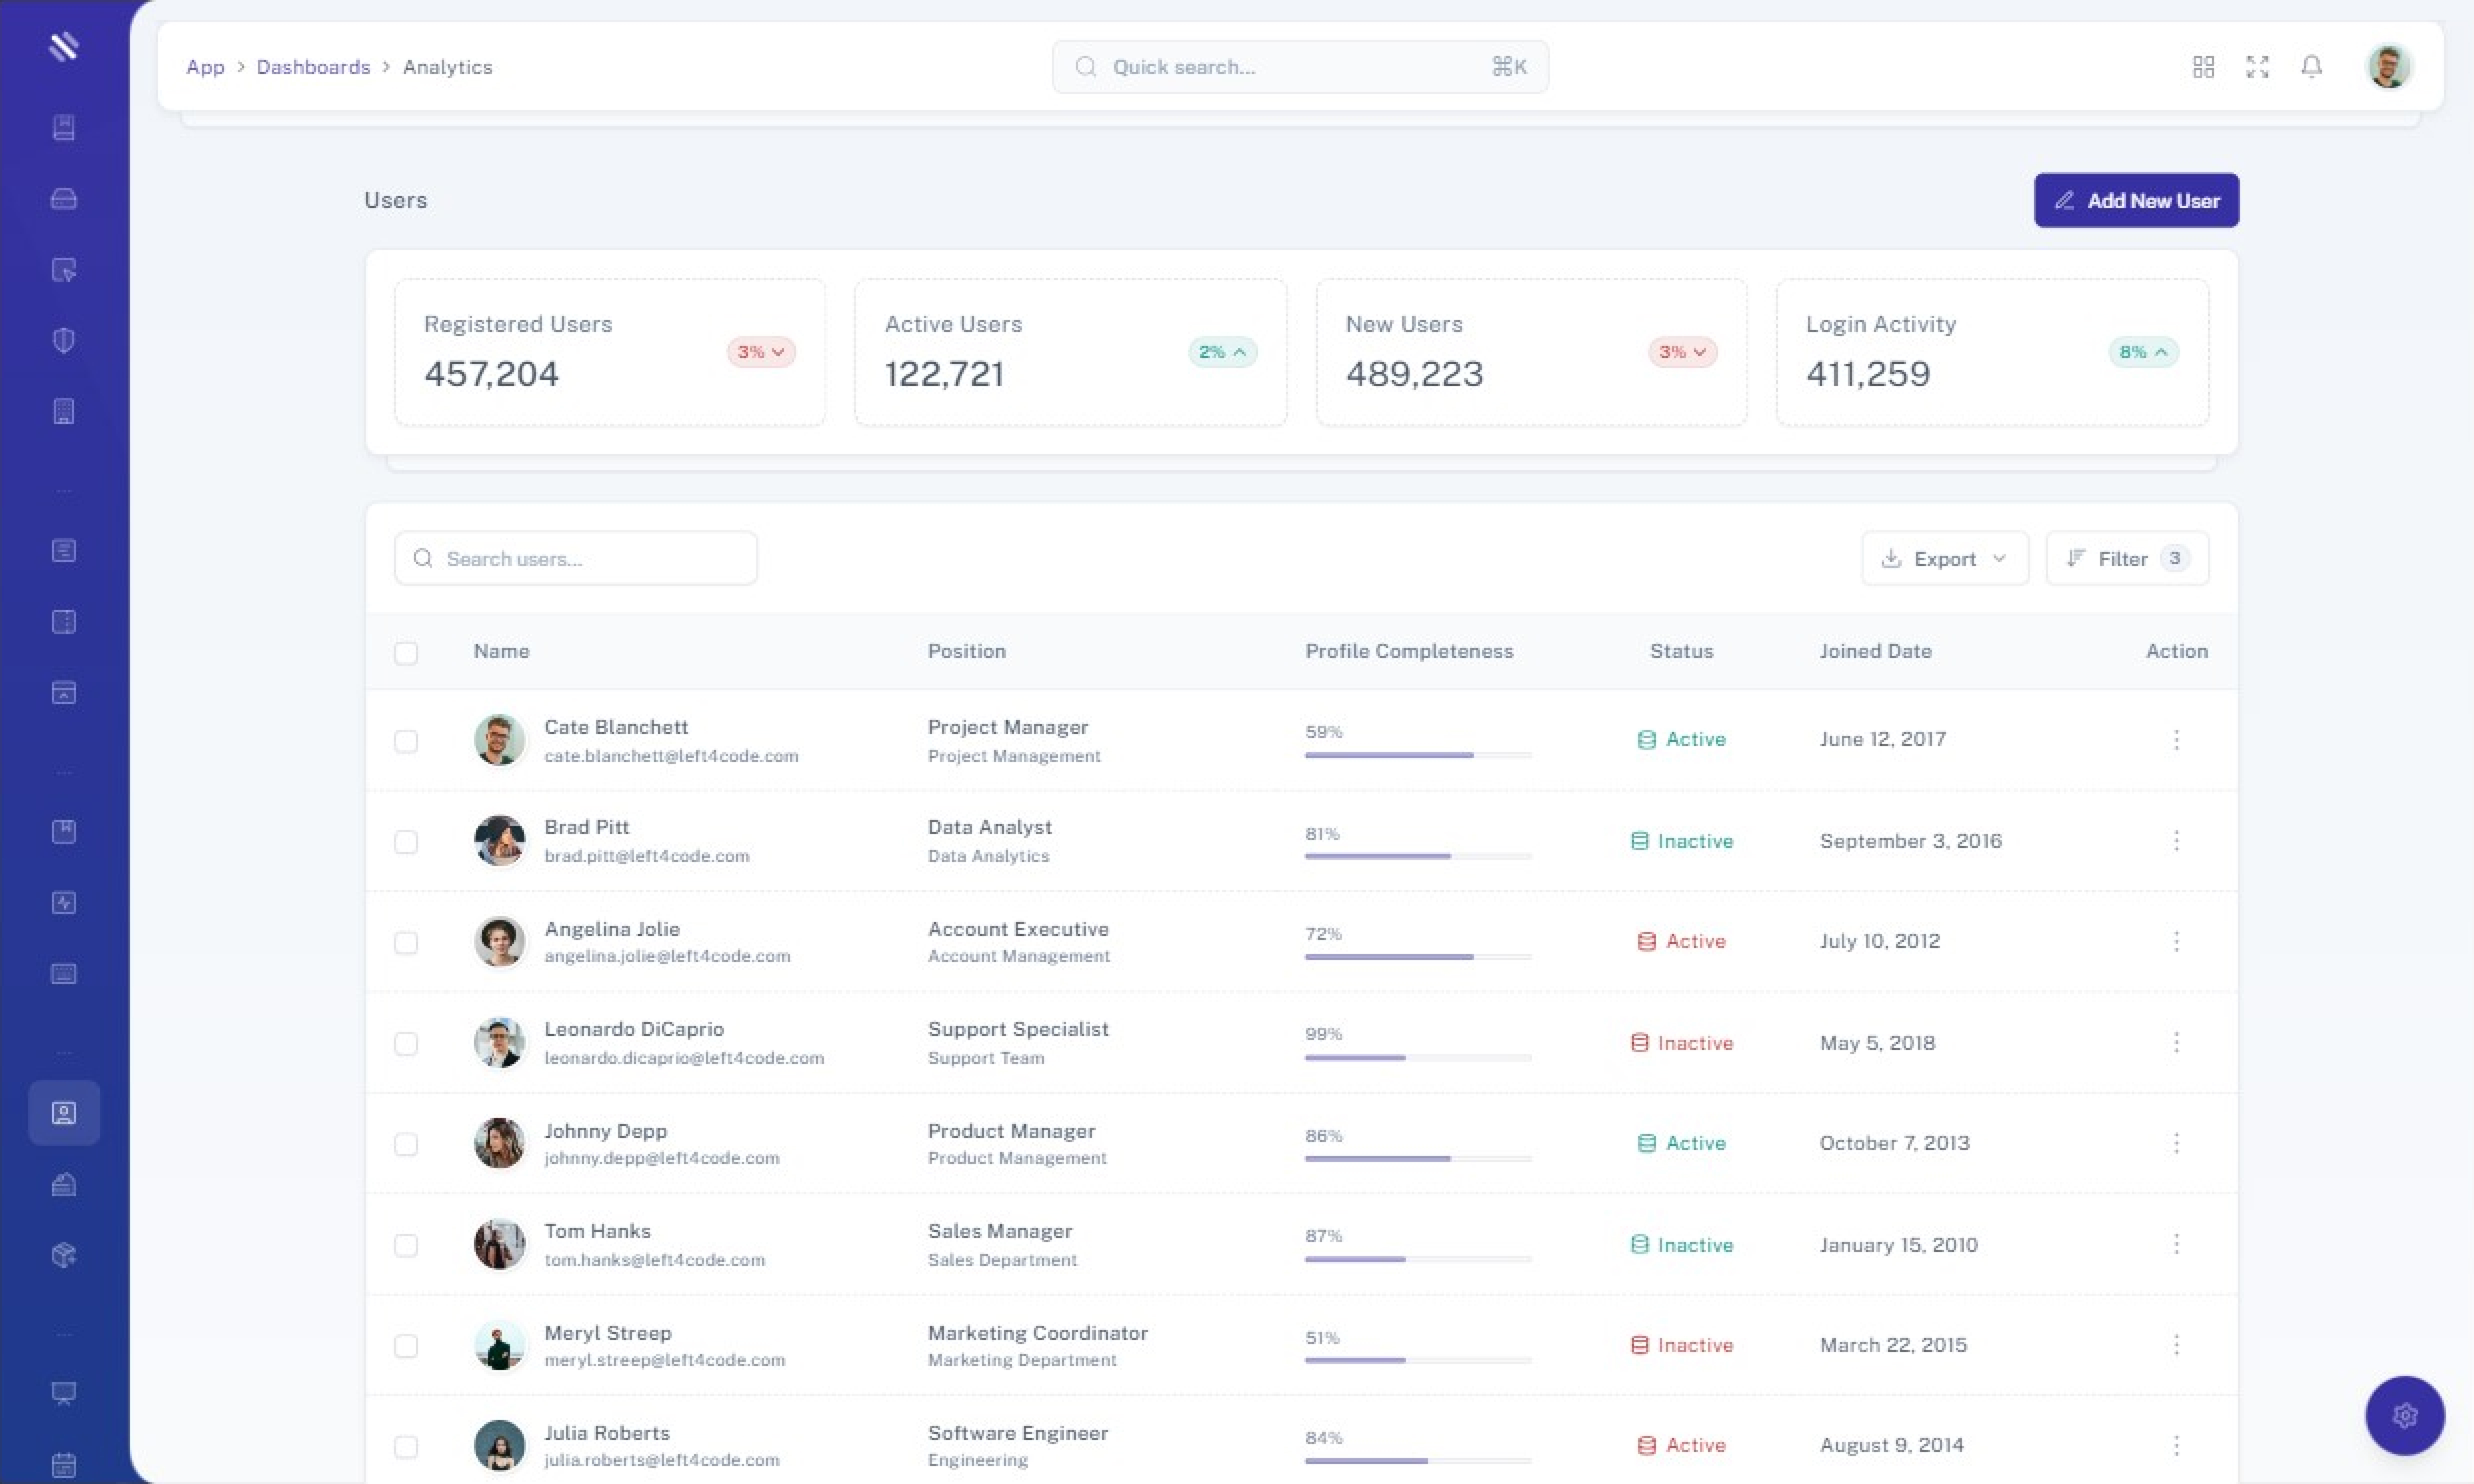 App > Dashboards > Analytics
Quick search... ⌘K
Users
Add New User
Registered Users
457,204
3%
Active Users
122,721
2%
New Users
489,223
3%
Login Activity
411,259
8%
Search users...
Export
Filter 3
Name Position Profile Completeness Status Joined Date Action
Cate Blanchett
cate.blanchett@left4code.com
Project Manager
Project Management
59%
Active
June 12, 2017
Brad Pitt
brad.pitt@left4code.com
Data Analyst
Data Analytics
81%
Inactive
September 3, 2016
Angelina Jolie
angelina.jolie@left4code.com
Account Executive
Account Management
72%
Active
July 10, 2012
Leonardo DiCaprio
leonardo.dicaprio@left4code.com
Support Specialist
Support Team
99%
Inactive
May 5, 2018
Johnny Depp
johnny.depp@left4code.com
Product Manager
Product Management
86%
Active
October 7, 2013
Tom Hanks
tom.hanks@left4code.com
Sales Manager
Sales Department
87%
Inactive
January 15, 2010
Meryl Streep
meryl.streep@left4code.com
Marketing Coordinator
Marketing Department
51%
Inactive
March 22, 2015
Julia Roberts
julia.roberts@left4code.com
Software Engineer
Engineering
84%
Active
August 9, 2014